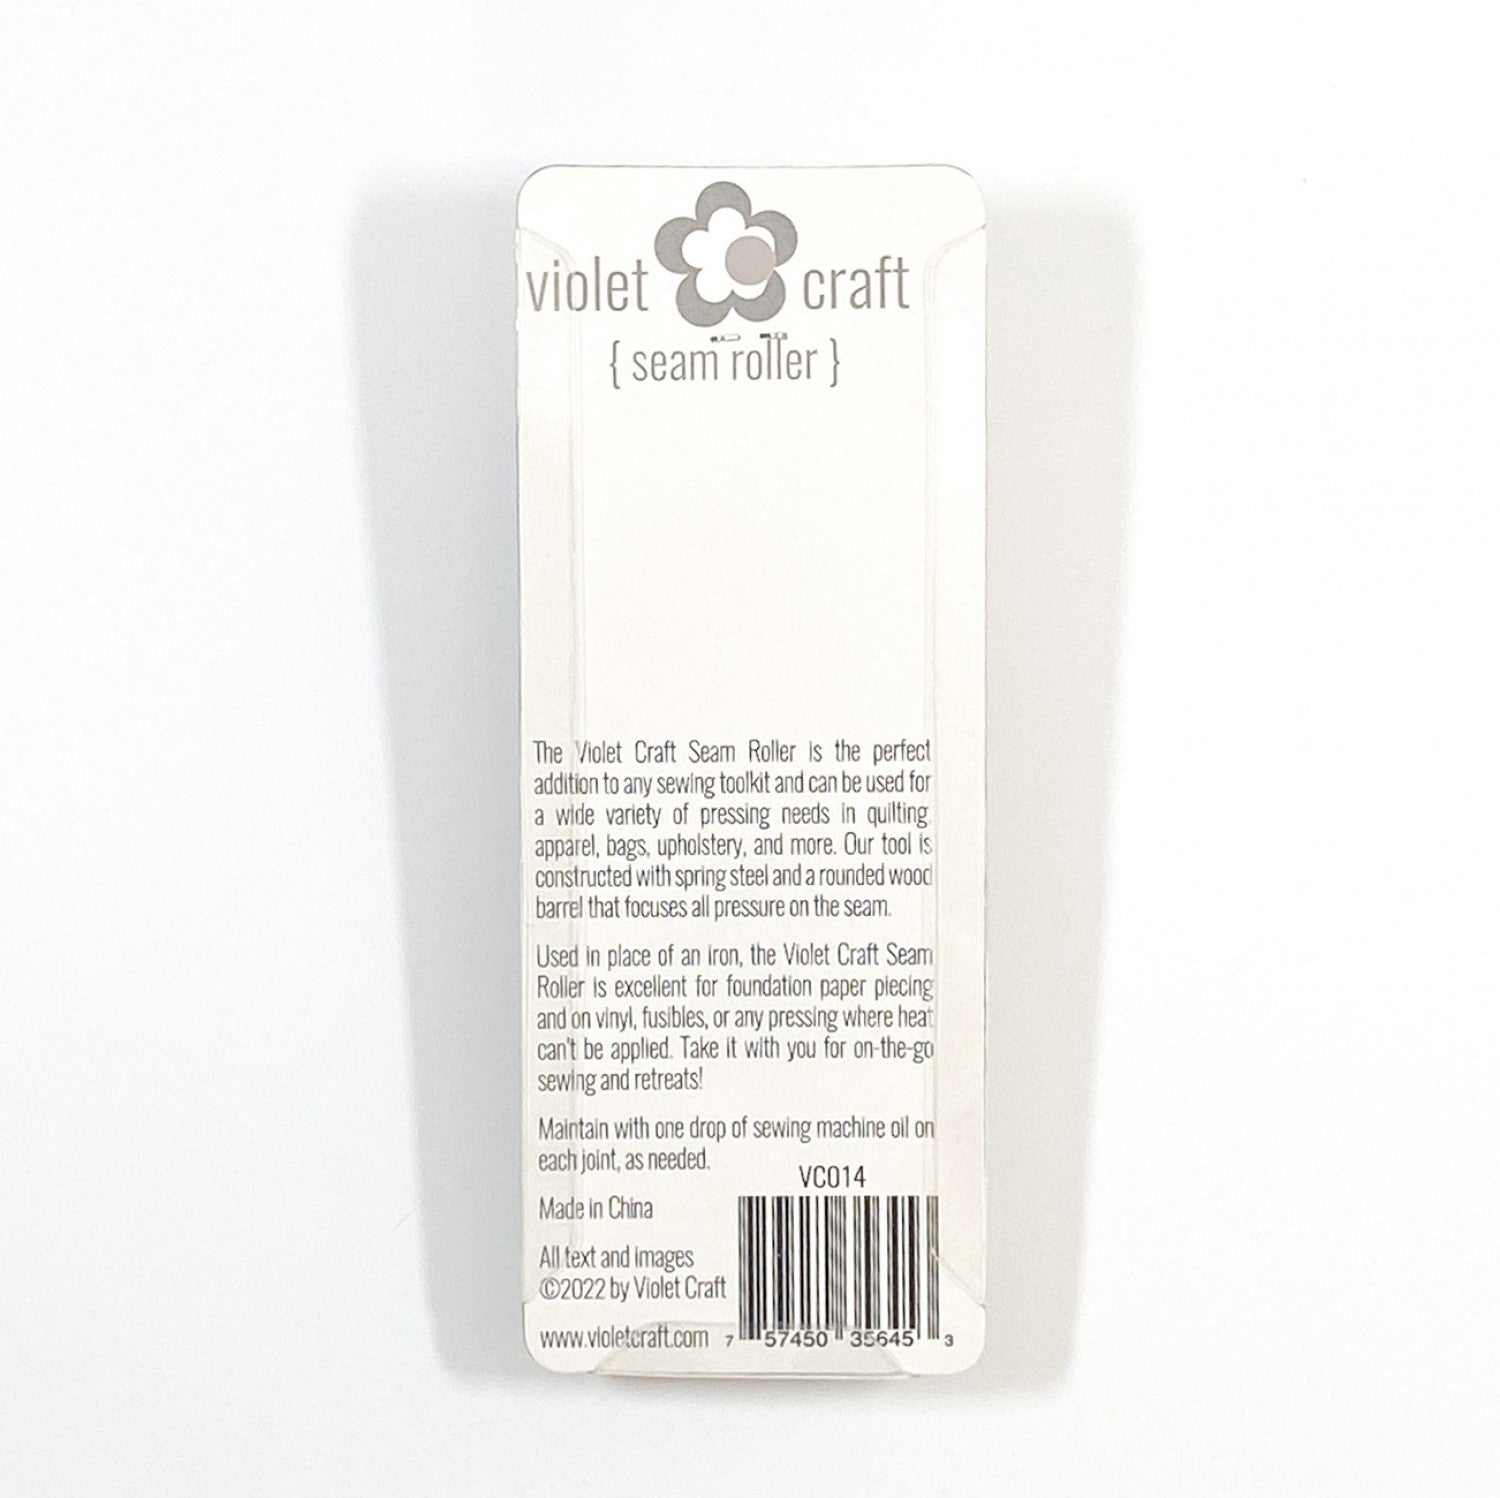 violet craft
{ seam roller }
The Violet Craft Seam Roller is the perfect
addition to any sewing toolkit and can be used for
a wide variety of pressing needs in quilting,
apparel, bags, upholstery, and more. Our tool is
constructed with spring steel and a rounded wood
barrel that focuses all pressure on the seam.
Used in place of an iron, the Violet Craft Seam
Roller is excellent for foundation paper piecing
and on vinyl, fusibles, or any pressing where heat
can't be applied. Take it with you for on-the-go
sewing and retreats!
Maintain with one drop of sewing machine oil on
each joint, as needed.
VC014
Made in China
All text and images
©2022 by Violet Craft
www.violetcraft.com
7 57450 35645 3